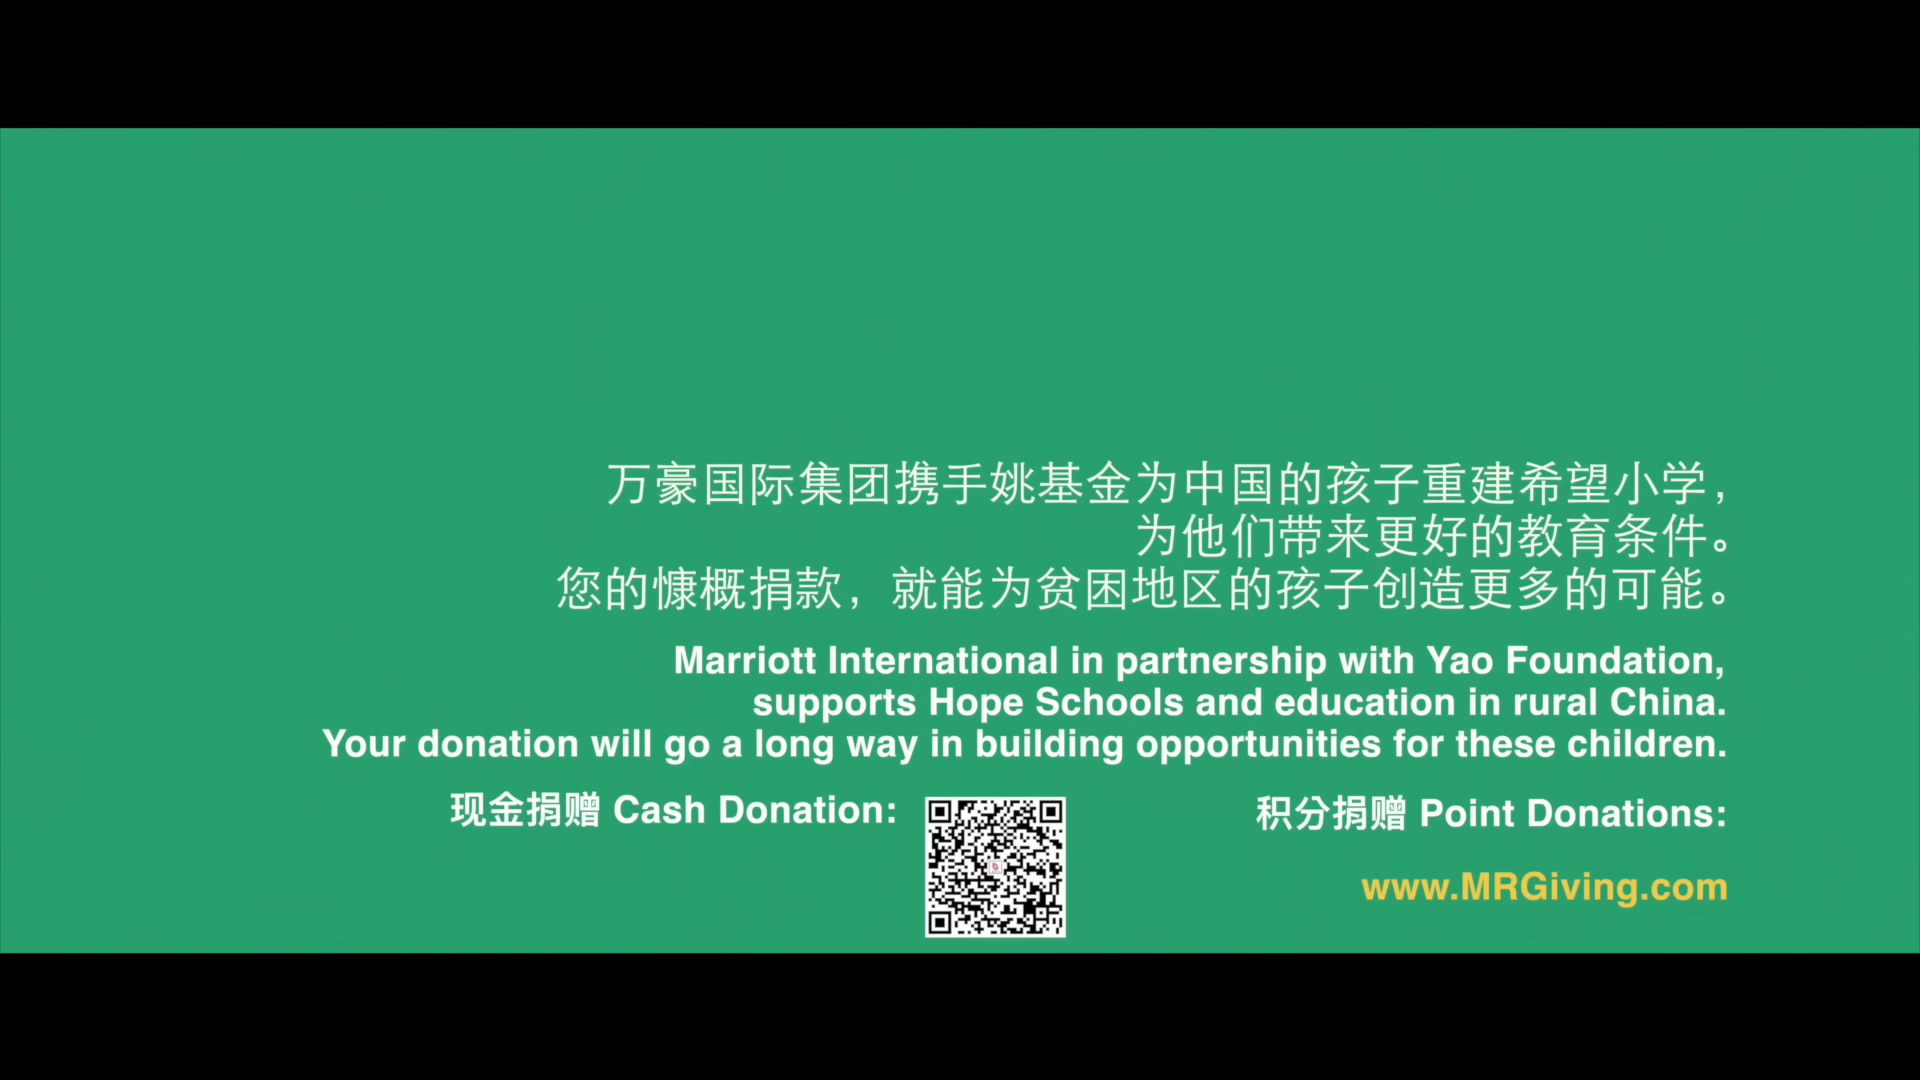 万豪国际集团携手姚基金为中国的孩子重建希望小学，
为他们带来更好的教育条件。
您的慷概捐款，就能为贫困地区的孩子创造更多的可能。
Marriott International in partnership with Yao Foundation,
supports Hope Schools and education in rural China.
Your donation will go a long way in building opportunities for these children.
现金捐赠 Cash Donation:
积分捐赠 Point Donations:
www.MRGiving.com